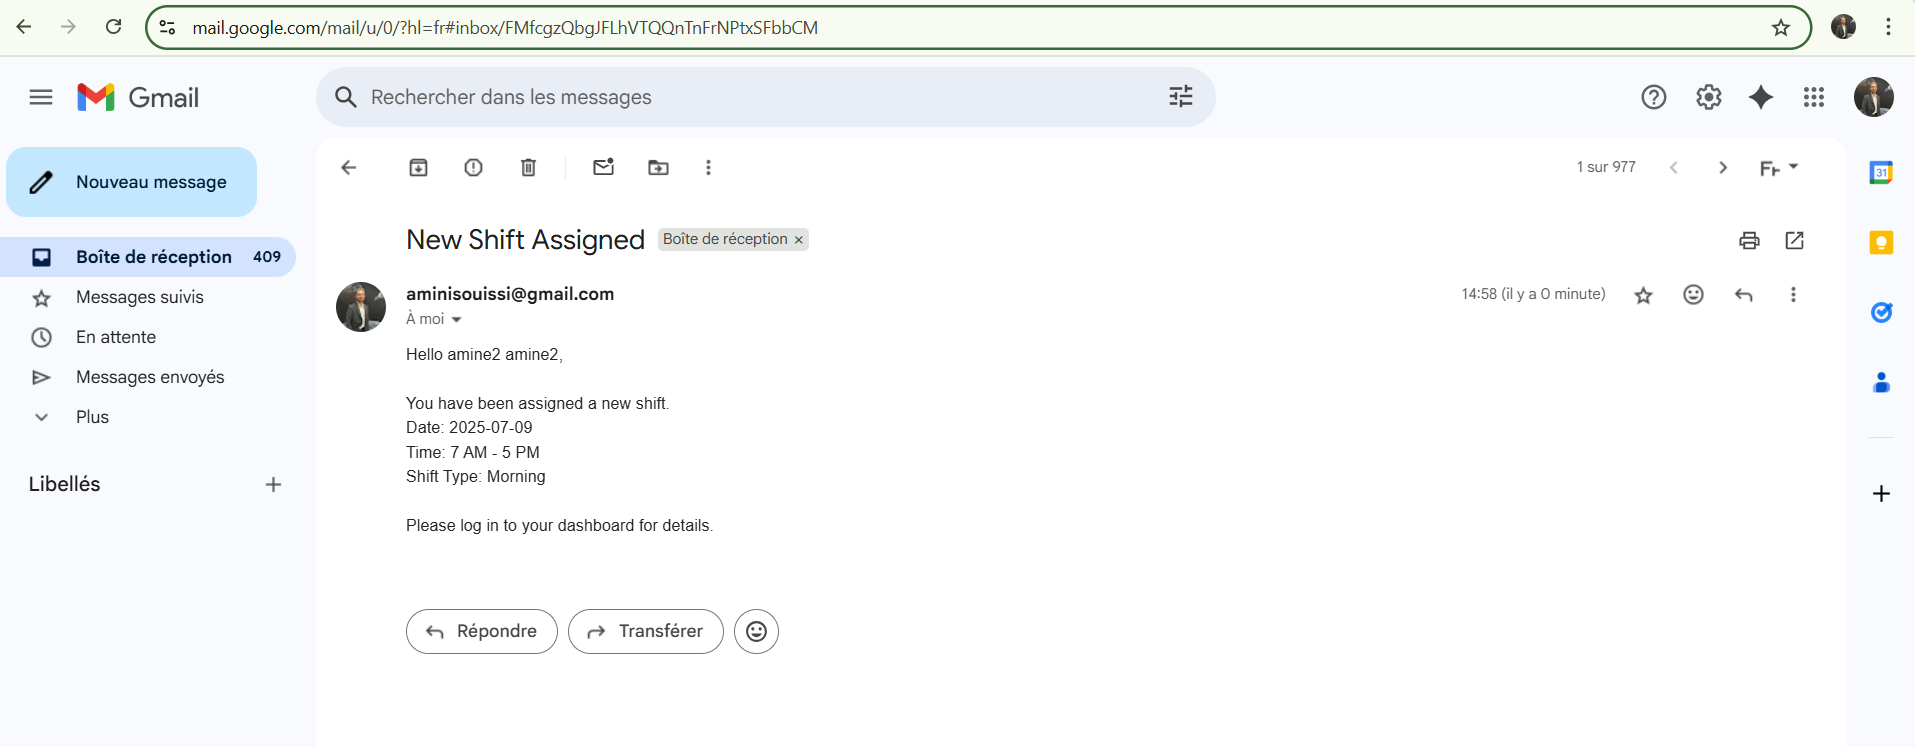 mail.google.com/mail/u/0/?hl=fr#inbox/FMfcgzQbgJFLhVTQQnTnFrNPtxSFbbCM
Gmail
Rechercher dans les messages
Nouveau message
1 sur 977
Boîte de réception 409
Messages suivis
En attente
Messages envoyés
Plus
Libellés
New Shift Assigned Boîte de réception ×
aminisouissi@gmail.com 14:58 (il y a 0 minute)
À moi
Hello amine2 amine2,
You have been assigned a new shift.
Date: 2025-07-09
Time: 7 AM - 5 PM
Shift Type: Morning
Please log in to your dashboard for details.
Répondre Transférer
31